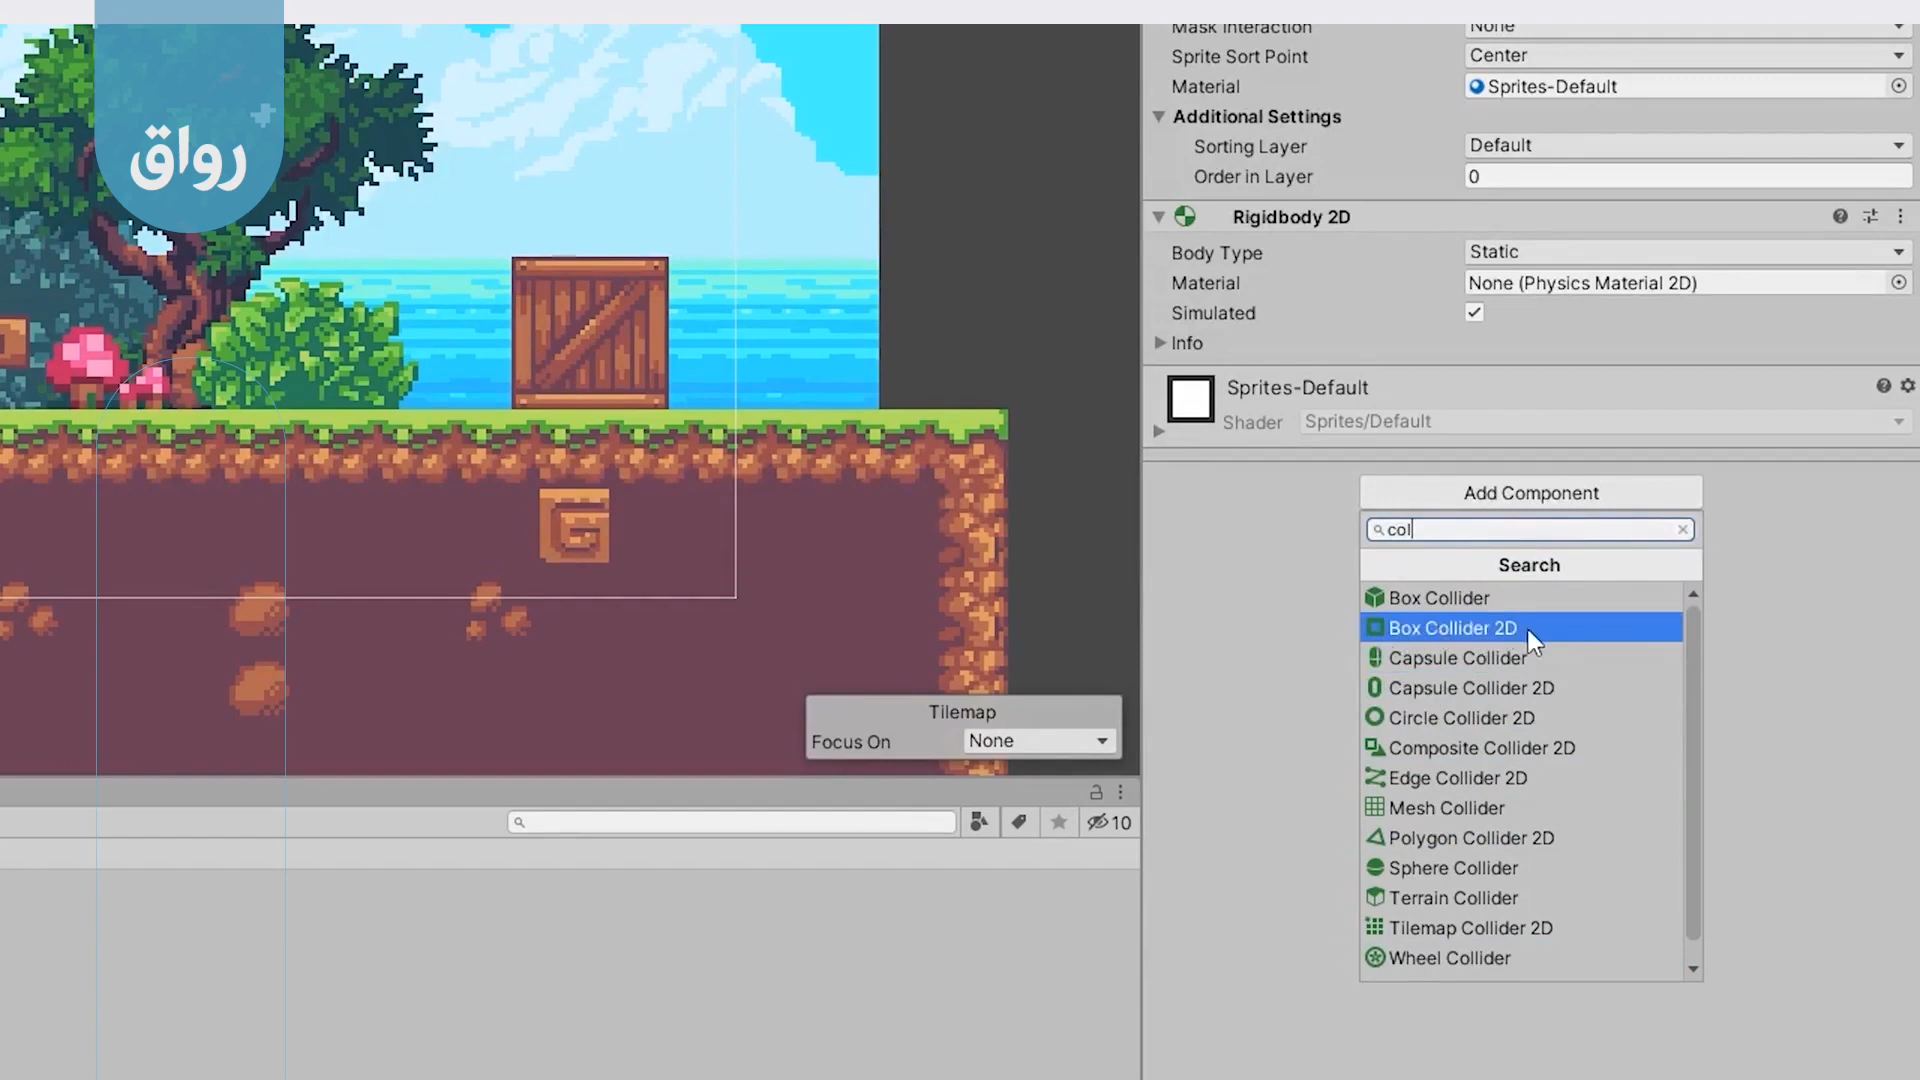 رواق
Mask Interaction None
Sprite Sort Point Center
Material Sprites-Default
Additional Settings
Sorting Layer Default
Order in Layer 0
Rigidbody 2D
Body Type Static
Material None (Physics Material 2D)
Simulated
Info
Sprites-Default
Shader Sprites/Default
Add Component
col
Search
Box Collider
Box Collider 2D
Capsule Collider
Capsule Collider 2D
Circle Collider 2D
Composite Collider 2D
Edge Collider 2D
Mesh Collider
Polygon Collider 2D
Sphere Collider
Terrain Collider
Tilemap Collider 2D
Wheel Collider
Tilemap
Focus On None
10